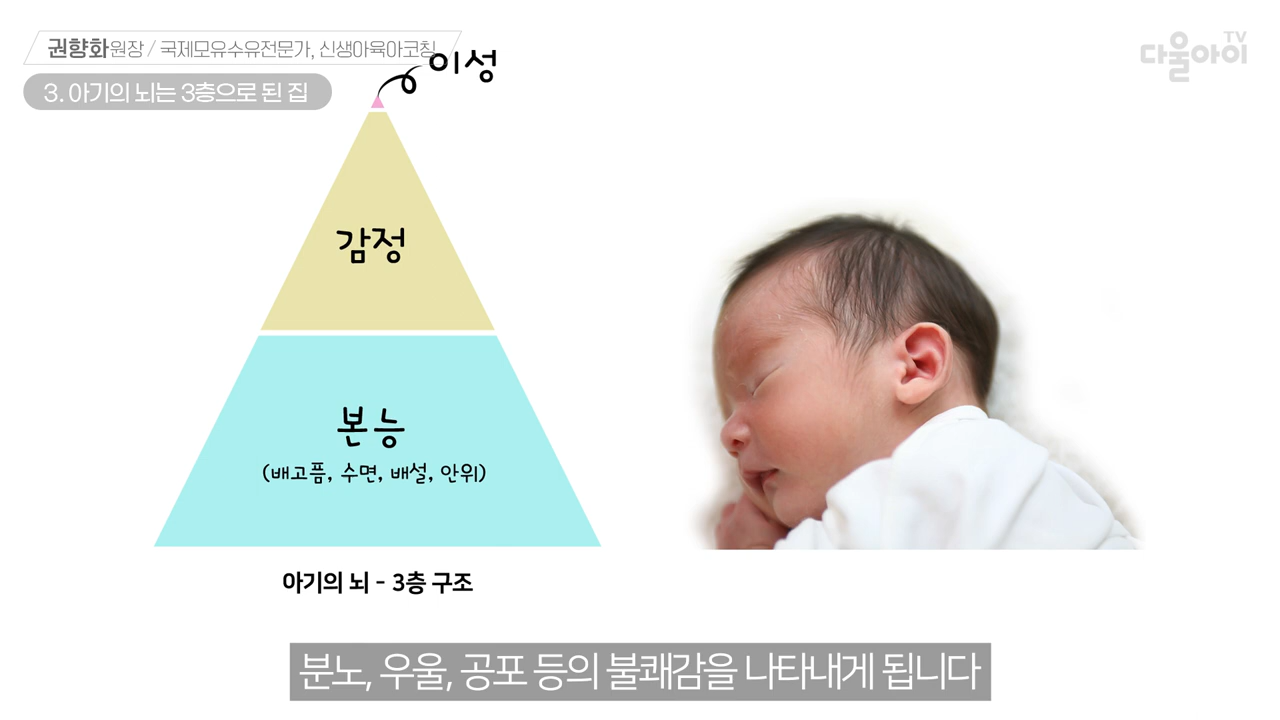 권향화원장 / 국제모유수유전문가, 신생아육아코칭
3. 아기의 뇌는 3층으로 된 집
다울아이 TV
이성
감정
본능
(배고픔, 수면, 배설, 안위)
아기의 뇌 - 3층 구조
분노, 우울, 공포 등의 불쾌감을 나타내게 됩니다